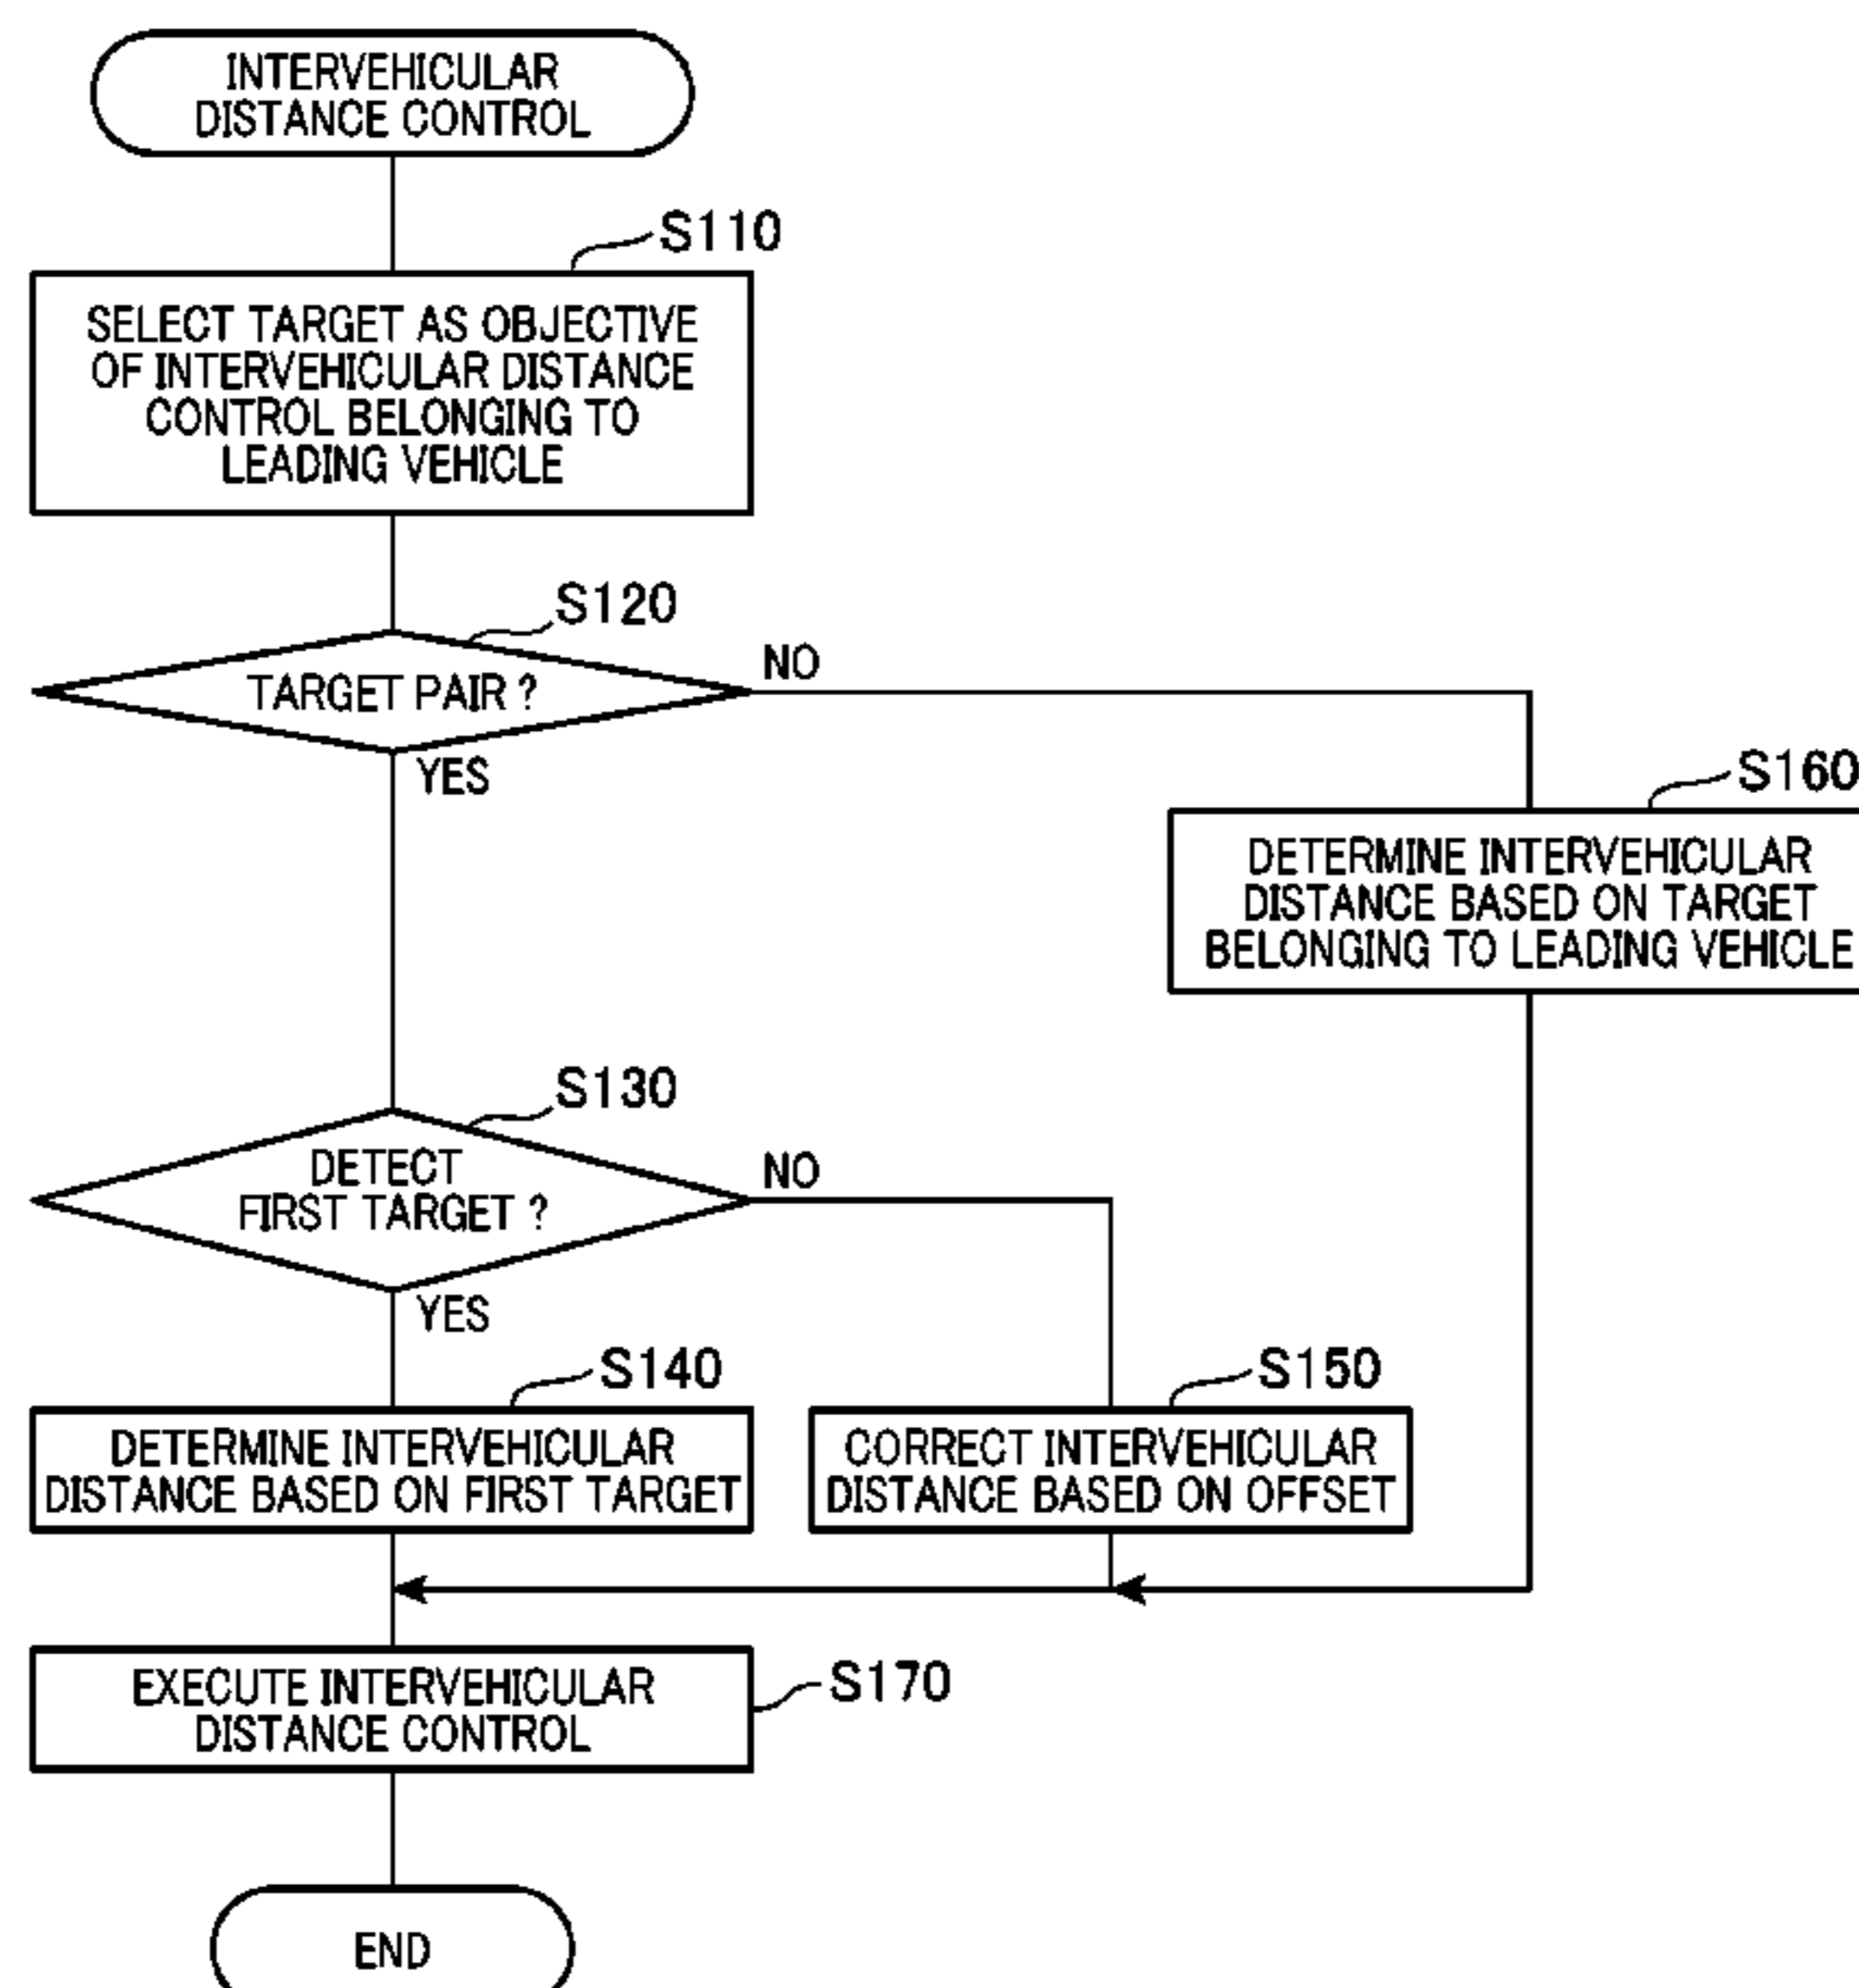 INTERVEHICULAR
DISTANCE CONTROL
S110
SELECT TARGET AS OBJECTIVE
OF INTERVEHICULAR DISTANCE
CONTROL BELONGING TO
LEADING VEHICLE
S120
TARGET PAIR ?
NO
YES
S160
DETERMINE INTERVEHICULAR
DISTANCE BASED ON TARGET
BELONGING TO LEADING VEHICLE
S130
DETECT
FIRST TARGET ?
NO
YES
S140
DETERMINE INTERVEHICULAR
DISTANCE BASED ON FIRST TARGET
S150
CORRECT INTERVEHICULAR
DISTANCE BASED ON OFFSET
EXECUTE INTERVEHICULAR
DISTANCE CONTROL
S170
END